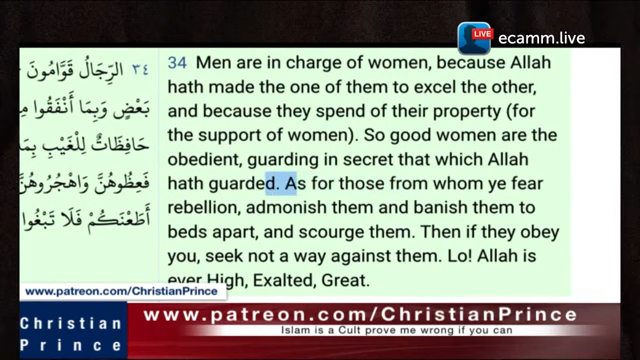 LIVE ecamm.live
٣٤ الرِّجَالُ قَوَّامُونَ
34 Men are in charge of women, because Allah
بَعْضٍ وَبِمَا أَنْفَقُوا
hath made the one of them to excel the other,
and because they spend of their property (for
حَافِظَاتٌ لِلْغَيْبِ
the support of women). So good women are the
obedient, guarding in secret that which Allah
فَعِظُوهُنَّ وَاهْجُرُوهُنَّ
hath guarded. As for those from whom ye fear
أَطَعْنَكُمْ فَلَا تَبْغُوا
rebellion, admonish them and banish them to
beds apart, and scourge them. Then if they obey
you, seek not a way against them. Lo! Allah is
ever High, Exalted, Great.
www.patreon.com/ChristianPrince
Christian
Prince
www.patreon.com/ChristianPrince
Islam is a Cult prove me wrong if you can